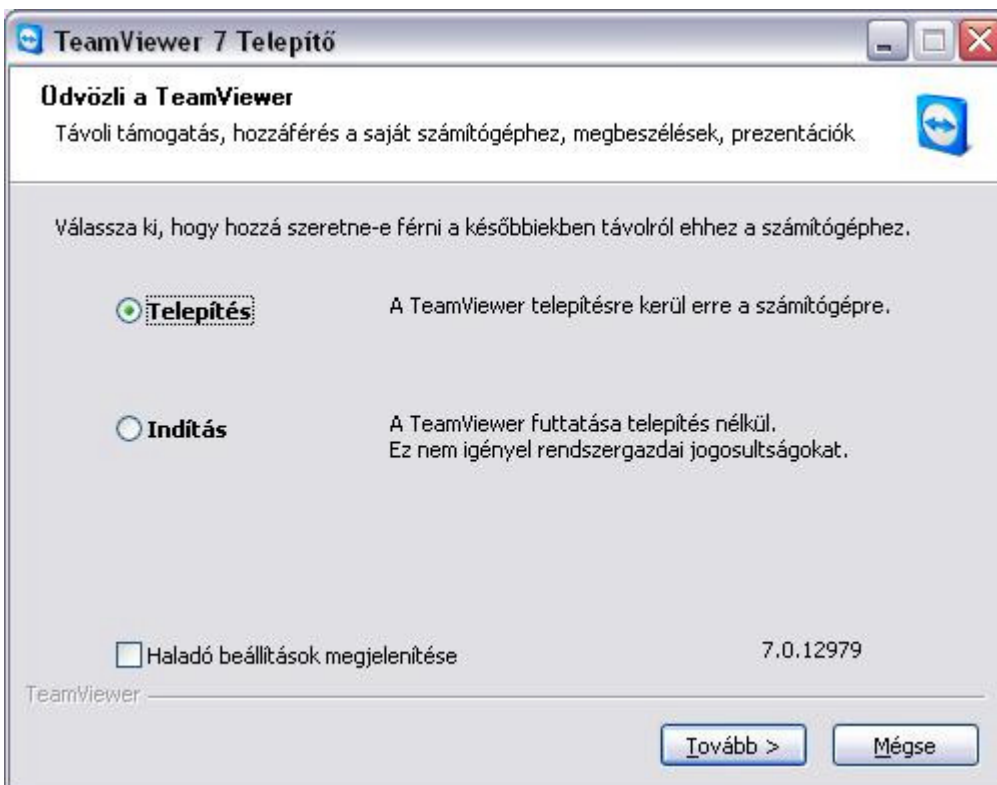 TeamViewer 7 Telepítő
Üdvözli a TeamViewer
Távoli támogatás, hozzáférés a saját számítógéphez, megbeszélések, prezentációk
Válassza ki, hogy hozzá szeretne-e férni a későbbiekben távolról ehhez a számítógéphez.
Telepítés
A TeamViewer telepítésre kerül erre a számítógépre.
Indítás
A TeamViewer futtatása telepítés nélkül.
Ez nem igényel rendszergazdai jogosultságokat.
Haladó beállítások megjelenítése
7.0.12979
TeamViewer
Tovább >
Mégse